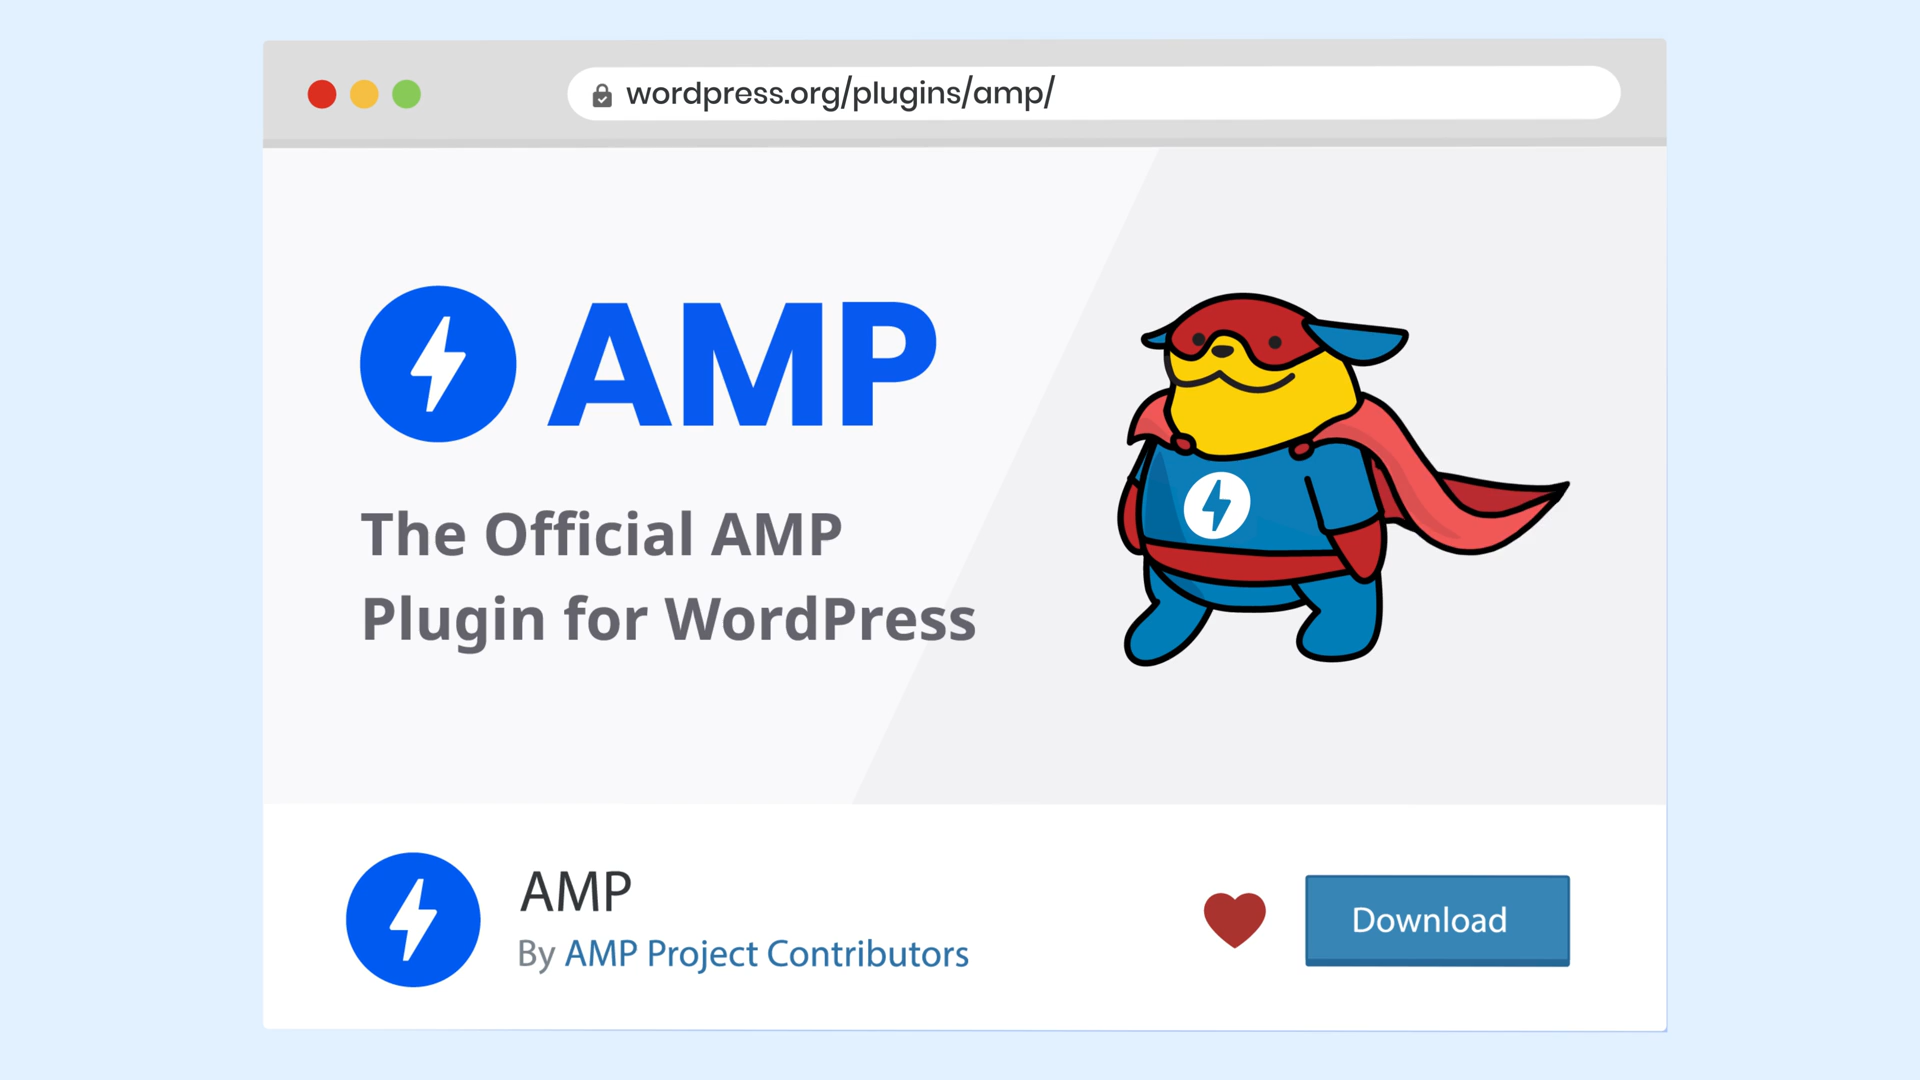 wordpress.org/plugins/amp/
AMP
The Official AMP
Plugin for WordPress
AMP
By AMP Project Contributors
Download